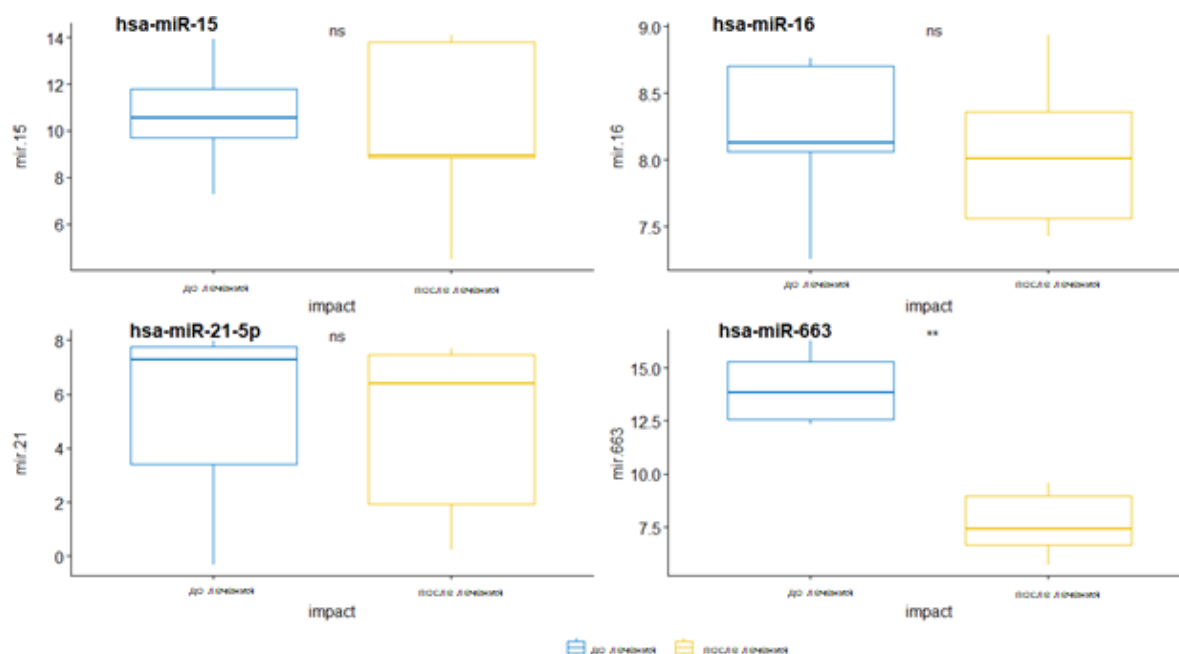 hsa-miR-15
ns
mir.15
14
12
10
8
6
до лечения
после лечения
impact
hsa-miR-16
ns
mir.16
9.0
8.5
8.0
7.5
до лечения
после лечения
impact
hsa-miR-21-5p
ns
mir.21
8
6
4
2
0
до лечения
после лечения
impact
hsa-miR-663
**
mir.663
15.0
12.5
10.0
7.5
до лечения
после лечения
impact
до лечения
после лечения